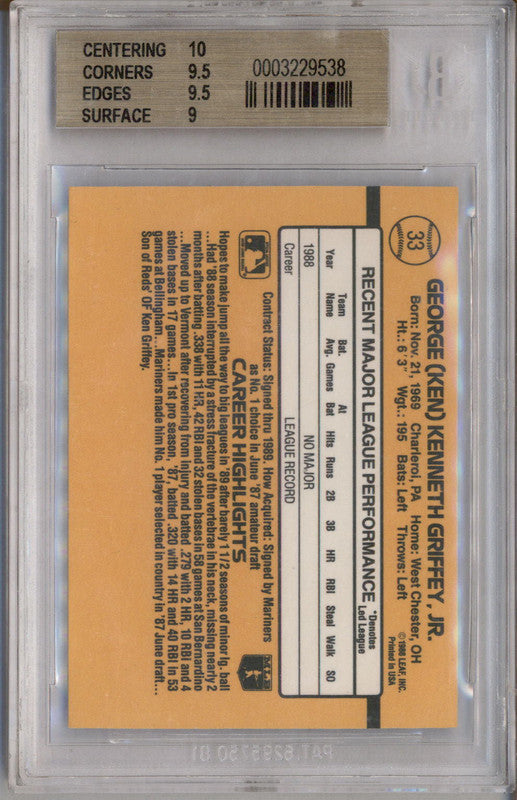 CENTERING 10
CORNERS 9.5
EDGES 9.5
SURFACE 9
0003229538
33
GEORGE (KEN) KENNETH GRIFFEY, JR.
Born: Nov. 21, 1969 Charleroi, PA Home: West Chester, OH
Ht.: 6' 3" Wgt.: 195 Bats: Left Throws: Left
©1988 LEAF, INC.
Printed in USA
RECENT MAJOR LEAGUE PERFORMANCE
*Denotes
Led League
Year Team Name Bat. Avg. Games At Bat Hits Runs 2B 3B HR RBI Steal Walk SO
1988 NO MAJOR
Career LEAGUE RECORD
CAREER HIGHLIGHTS
Contract Status: Signed thru 1989. How Acquired: Signed by Mariners
as No. 1 choice in June '87 amateur draft
Hopes to make jump all the way to big leagues in '89 after barely 1 1/2 seasons of minor lg. ball
...Had '88 season interrupted by a stress fracture of the vertebrae in his neck, missing nearly 2
months after batting .338 with 11 HR, 42 RBI and 32 stolen bases in 58 games at San Bernardino
...Moved up to Vermont after recovering from injury and batted .279 with 2 HR, 10 RBI and 4
stolen bases in 17 games...In 1st pro season, '87, batted .320 with 14 HR and 40 RBI in 53
games at Bellingham...Mariners made him No. 1 player selected in country in '87 June draft...
Son of Reds' OF Ken Griffey.